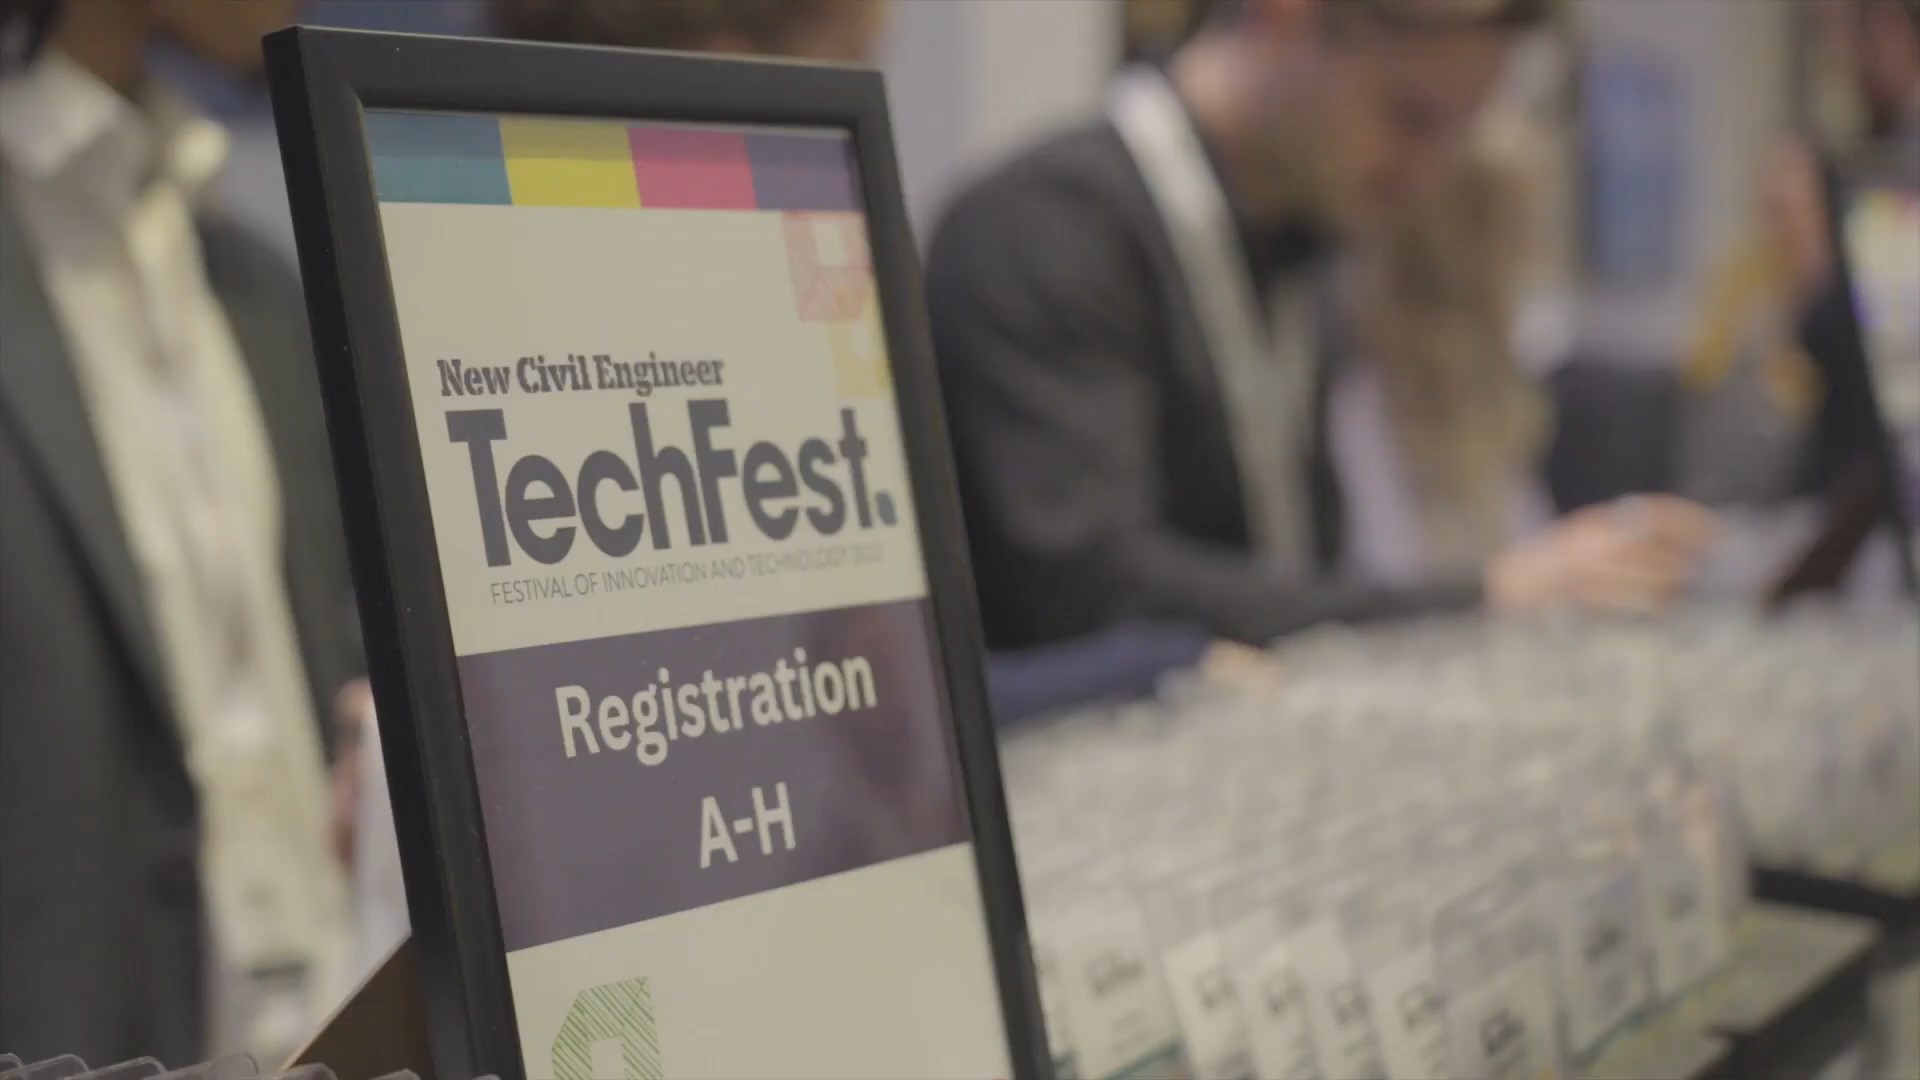 New Civil Engineer
TechFest.
FESTIVAL OF INNOVATION AND TECHNOLOGY
Registration
A-H